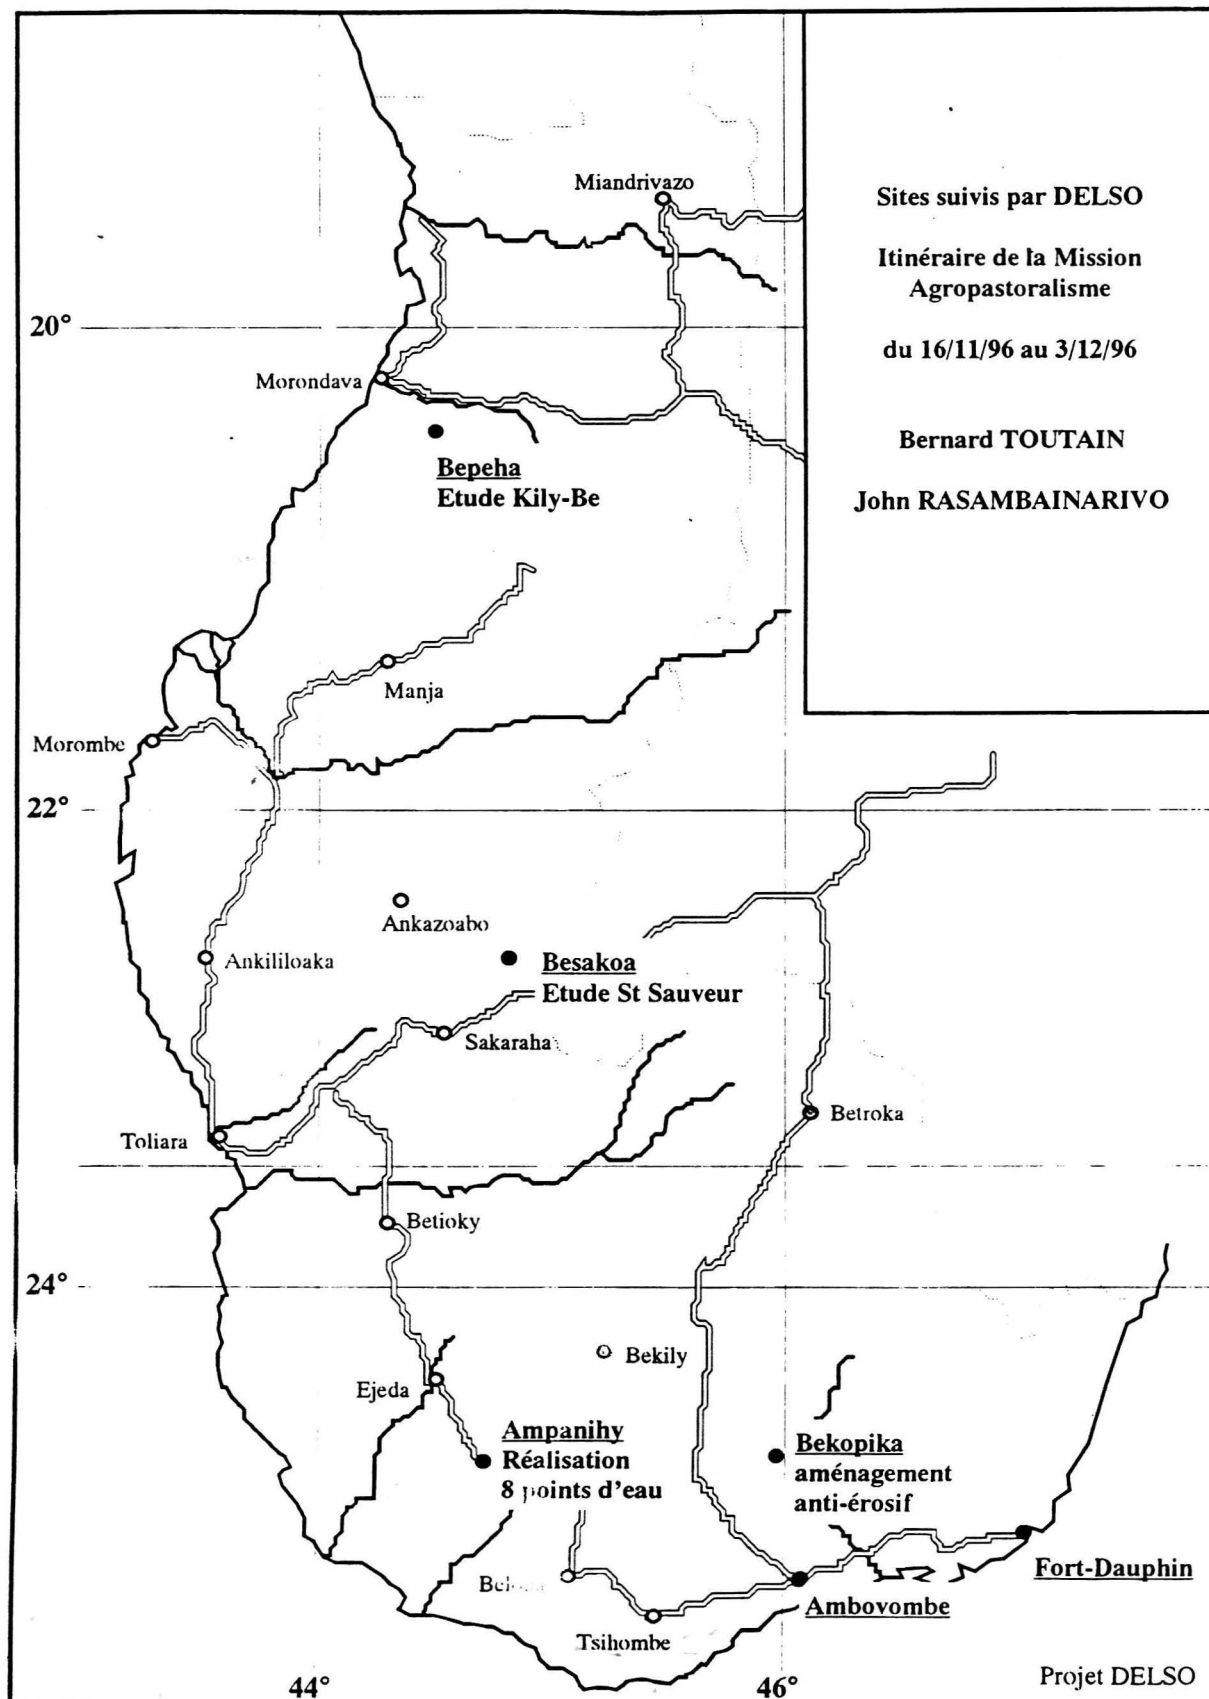 Sites suivis par DELSO
Itinéraire de la Mission
Agropastoralisme
du 16/11/96 au 3/12/96
Bernard TOUTAIN
John RASAMBAINARIVO
Miandrivazo
20°
Morondava
Bepeha
Etude Kily-Be
Manja
Morombe
22°
Ankazoabo
Ankililoaka
Besakoa
Etude St Sauveur
Sakaraha
Betroka
Toliara
Betioky
24°
Bekily
Ejeda
Ampanihy
Réalisation
8 points d'eau
Bekopika
aménagement
anti-érosif
Fort-Dauphin
Ambovombe
Tsihombe
44°
46°
Projet DELSO